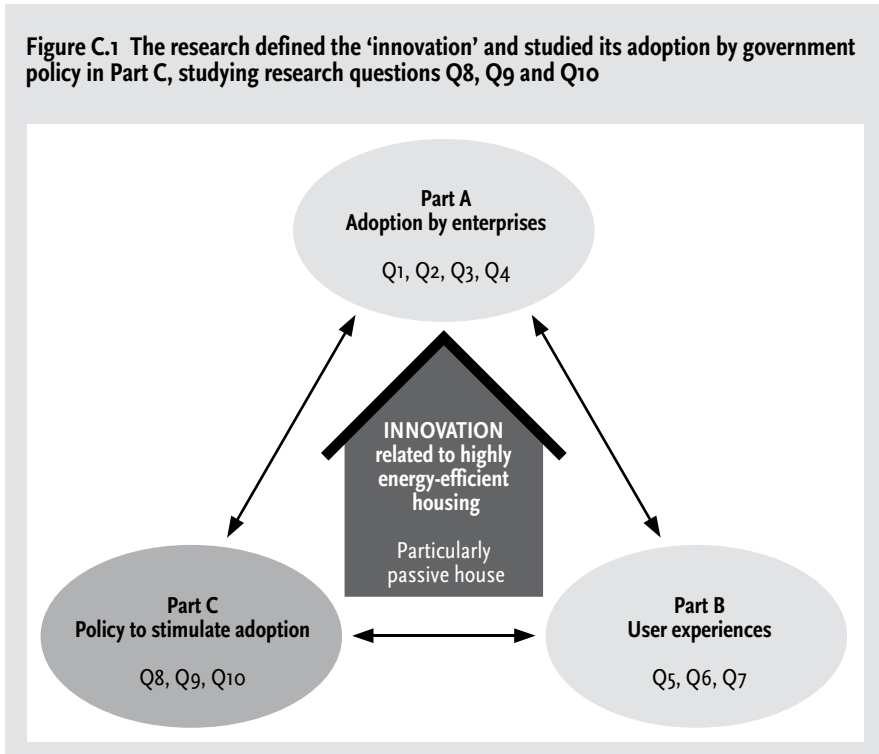 Figure C.1 The research defined the ‘innovation’ and studied its adoption by government
policy in Part C, studying research questions Q8, Q9 and Q10
Part A
Adoption by enterprises
Q1, Q2, Q3, Q4
INNOVATION
related to highly
energy-efficient
housing
Particularly
passive house
Part C
Policy to stimulate adoption
Q8, Q9, Q10
Part B
User experiences
Q5, Q6, Q7